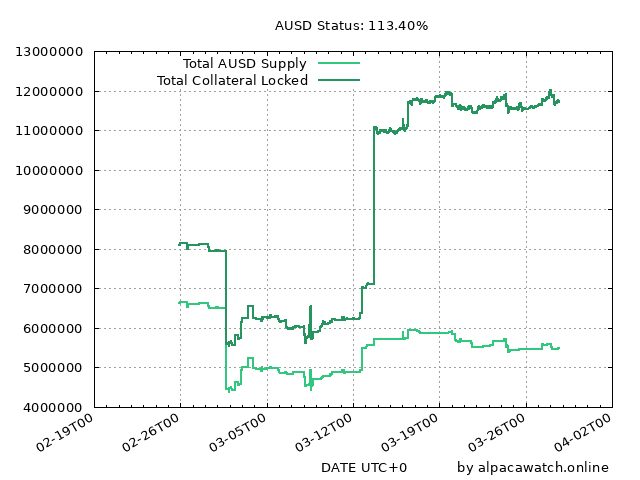 AUSD Status: 113.40%
13000000
Total AUSD Supply
Total Collateral Locked
12000000
11000000
10000000
9000000
8000000
7000000
6000000
5000000
4000000
02-19T00 02-26T00 03-05T00 03-12T00 03-19T00 03-26T00 04-02T00
DATE UTC+0 by alpacawatch.online